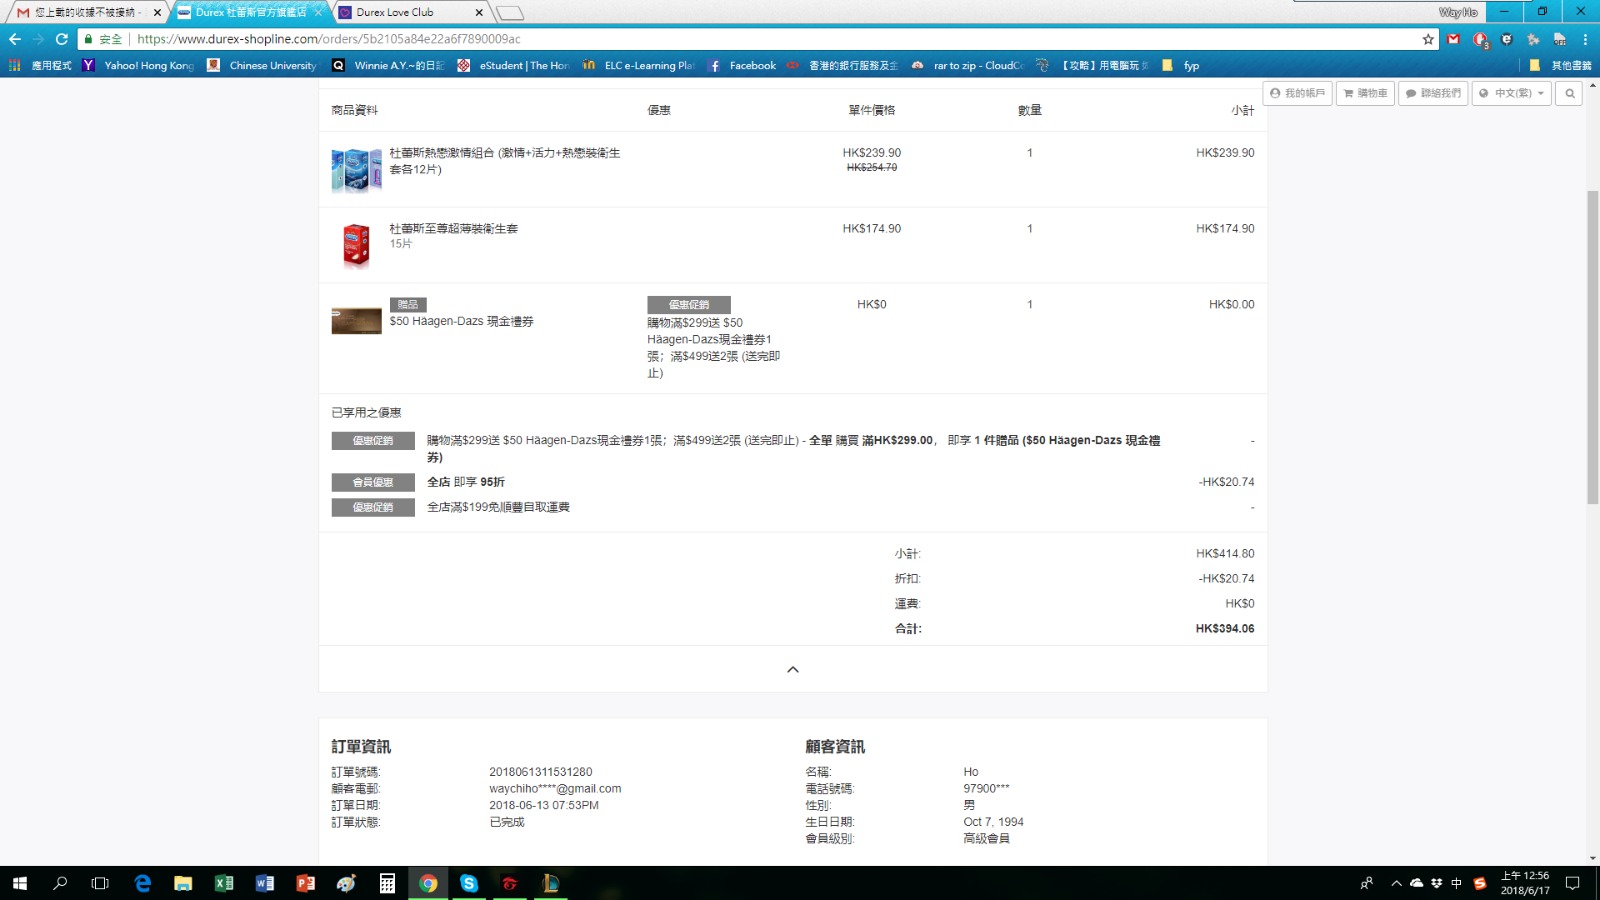 您上載的收據不被接納 -
Durex 杜蕾斯官方旗艦店
Durex Love Club
Way Ho
安全
https://www.durex-shopline.com/orders/5b2105a84e22a6f7890009ac
3
應用程式
Yahoo! Hong Kong
Chinese University
Winnie A.Y.~的日記
eStudent | The Hon
ELC e-Learning Plat
Facebook
香港的銀行服務及金
rar to zip - CloudCo
【攻略】用電腦玩
fyp
其他書籤
我的帳戶
購物車
聯絡我們
中文(繁)
商品資料 優惠 單件價格 數量 小計
杜蕾斯熱戀激情組合 (激情+活力+熱戀裝衛生 HK$239.90 1 HK$239.90
套各12片) HK$254.70
杜蕾斯至尊超薄裝衛生套 HK$174.90 1 HK$174.90
15片
贈品 優惠促銷 HK$0 1 HK$0.00
$50 Häagen-Dazs 現金禮券
購物滿$299送 $50
Häagen-Dazs現金禮券1
張；滿$499送2張 (送完即
止)
已享用之優惠
優惠促銷 購物滿$299送 $50 Häagen-Dazs現金禮券1張；滿$499送2張 (送完即止) - 全單 購買 滿HK$299.00， 即享 1 件贈品 ($50 Häagen-Dazs 現金禮 -
券)
會員優惠 全店 即享 95折 -HK$20.74
優惠促銷 全店滿$199免順豐自取運費 -
小計: HK$414.80
折扣: -HK$20.74
運費: HK$0
合計: HK$394.06
訂單資訊
訂單號碼: 2018061311531280
顧客電郵: waychiho****@gmail.com
訂單日期: 2018-06-13 07:53PM
訂單狀態: 已完成
顧客資訊
名稱: Ho
電話號碼: 97900***
性別: 男
生日日期: Oct 7, 1994
會員級別: 高級會員
中
上午 12:56
2018/6/17